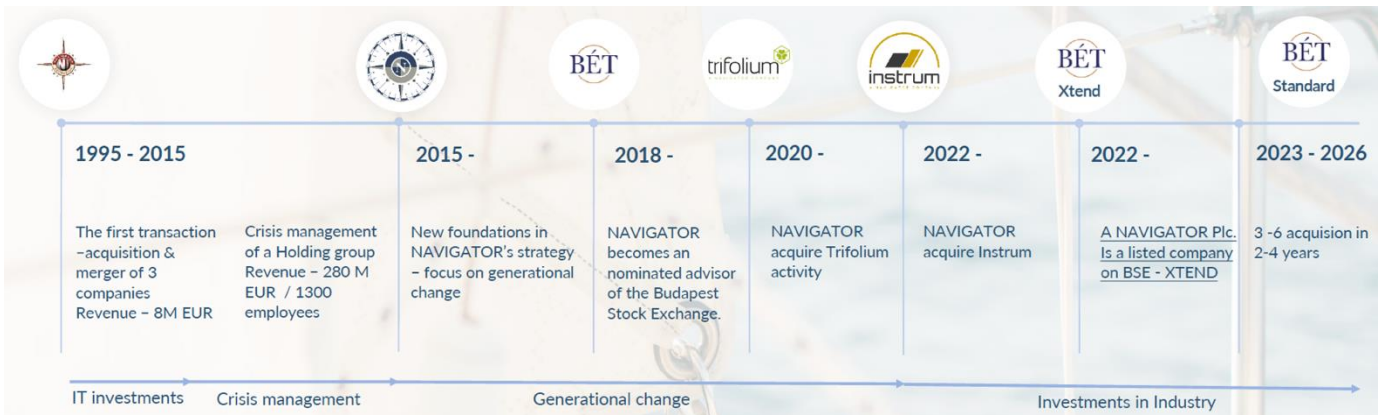 BÉT
trifolium
instrum
BÉT
Xtend
BÉT
Standard
1995 - 2015
2015 -
2018 -
2020 -
2022 -
2022 -
2023 - 2026
The first transaction
–acquisition &
merger of 3
companies
Revenue – 8M EUR
Crisis management
of a Holding group
Revenue – 280 M
EUR / 1300
employees
New foundations in
NAVIGATOR's strategy
– focus on generational
change
NAVIGATOR
becomes an
nominated advisor
of the Budapest
Stock Exchange.
NAVIGATOR
acquire Trifolium
activity
NAVIGATOR
acquire Instrum
A NAVIGATOR Plc.
Is a listed company
on BSE - XTEND
3 -6 acquision in
2-4 years
IT investments
Crisis management
Generational change
Investments in Industry